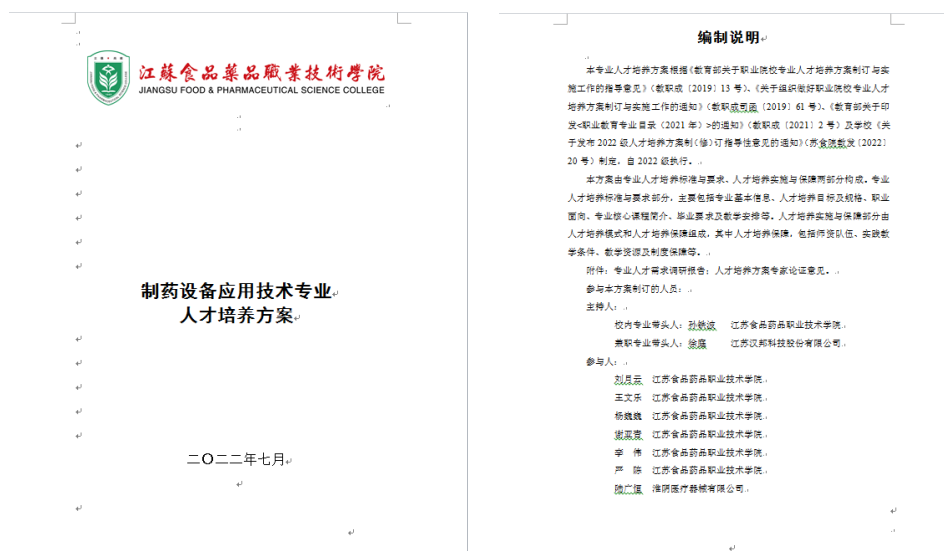 江蘇食品藥品職業技術學院
JIANGSU FOOD & PHARMACEUTICAL SCIENCE COLLEGE
制药设备应用技术专业
人才培养方案
二〇二二年七月
编制说明
本专业人才培养方案根据《教育部关于职业院校专业人才培养方案制订与实
施工作的指导意见》（教职成〔2019〕13 号）、《关于组织做好职业院校专业人才
培养方案制订与实施工作的通知》（教职成司函〔2019〕61 号）、《教育部关于印
发<职业教育专业目录（2021 年）>的通知》（教职成〔2021〕2 号）及学校《关
于发布 2022 级人才培养方案制（修）订指导性意见的通知》（苏食院教发〔2022〕
20 号）制定，自 2022 级执行。
本方案由专业人才培养标准与要求、人才培养实施与保障两部分构成。专业
人才培养标准与要求部分，主要包括专业基本信息、人才培养目标及规格、职业
面向、专业核心课程简介、毕业要求及教学安排等。人才培养实施与保障部分由
人才培养模式和人才培养保障组成，其中人才培养保障，包括师资队伍、实践教
学条件、教学资源及制度保障等。
附件：专业人才需求调研报告；人才培养方案专家论证意见。
参与本方案制订的人员：
主持人：
校内专业带头人：孙铁波 江苏食品药品职业技术学院
兼职专业带头人：徐庭 江苏汉邦科技股份有限公司
参与人：
刘月云 江苏食品药品职业技术学院
王文乐 江苏食品药品职业技术学院
杨巍巍 江苏食品药品职业技术学院
谢亚青 江苏食品药品职业技术学院
李 伟 江苏食品药品职业技术学院
严 陈 江苏食品药品职业技术学院
陆广恒 淮阴医疗器械有限公司